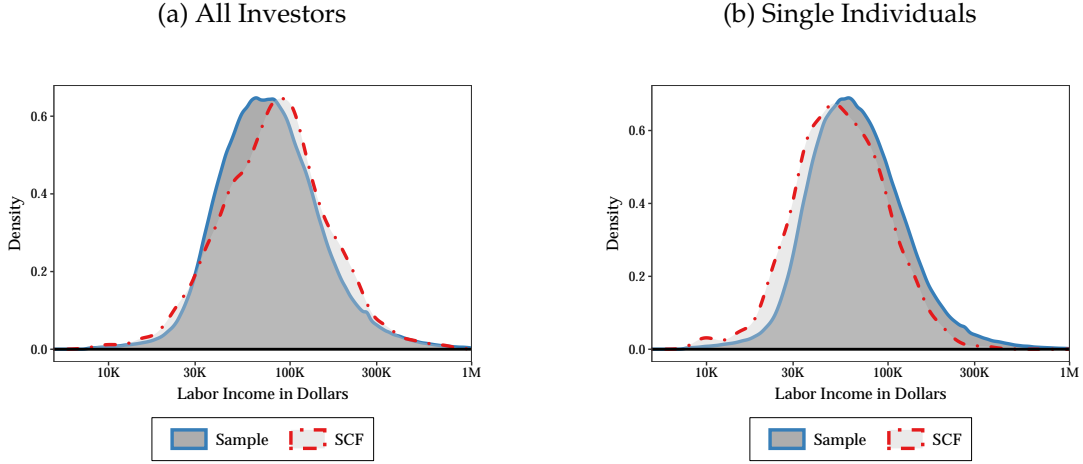 (a) All Investors
Density
0.6
0.4
0.2
0.0
10K 30K 100K 300K 1M
Labor Income in Dollars
Sample SCF
(b) Single Individuals
Density
0.6
0.4
0.2
0.0
10K 30K 100K 300K 1M
Labor Income in Dollars
Sample SCF